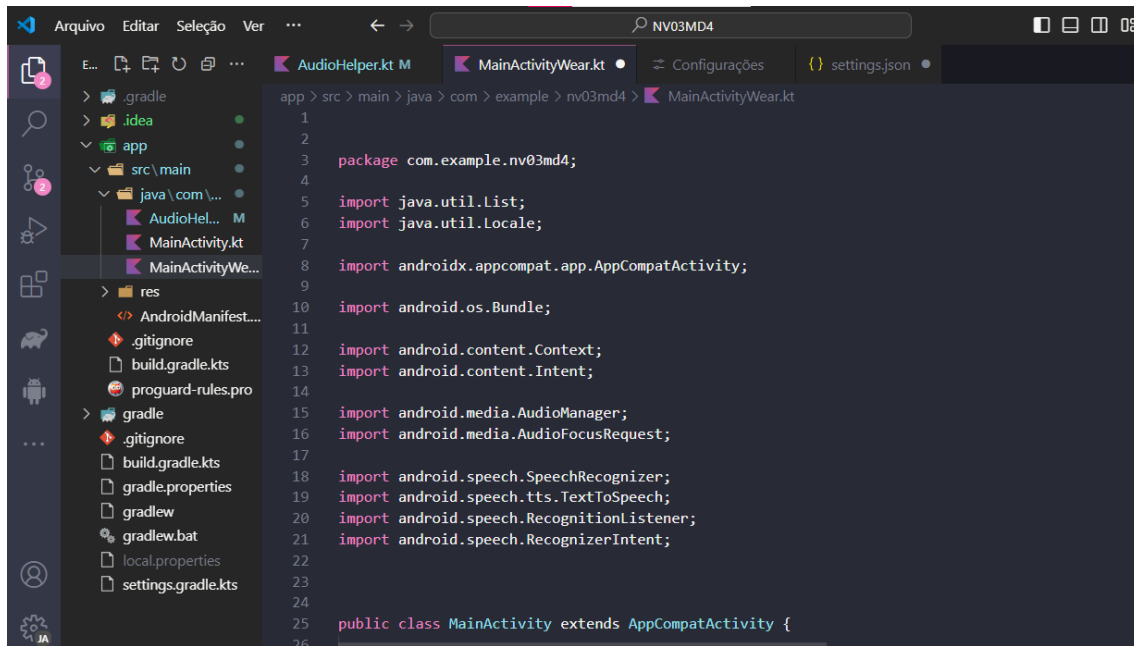 Arquivo Editar Seleção Ver ··· NV03MD4
E... ···
.gradle
.idea
app
src\main
java\com\...
AudioHel... M
MainActivity.kt
MainActivityWe...
res
AndroidManifest....
.gitignore
build.gradle.kts
proguard-rules.pro
gradle
.gitignore
build.gradle.kts
gradle.properties
gradlew
gradlew.bat
local.properties
settings.gradle.kts
2
2
JA
AudioHelper.kt M MainActivityWear.kt Configurações {} settings.json
app > src > main > java > com > example > nv03md4 > MainActivityWear.kt
1
2
3 package com.example.nv03md4;
4
5 import java.util.List;
6 import java.util.Locale;
7
8 import androidx.appcompat.app.AppCompatActivity;
9
10 import android.os.Bundle;
11
12 import android.content.Context;
13 import android.content.Intent;
14
15 import android.media.AudioManager;
16 import android.media.AudioFocusRequest;
17
18 import android.speech.SpeechRecognizer;
19 import android.speech.tts.TextToSpeech;
20 import android.speech.RecognitionListener;
21 import android.speech.RecognizerIntent;
22
23
24
25 public class MainActivity extends AppCompatActivity {
26